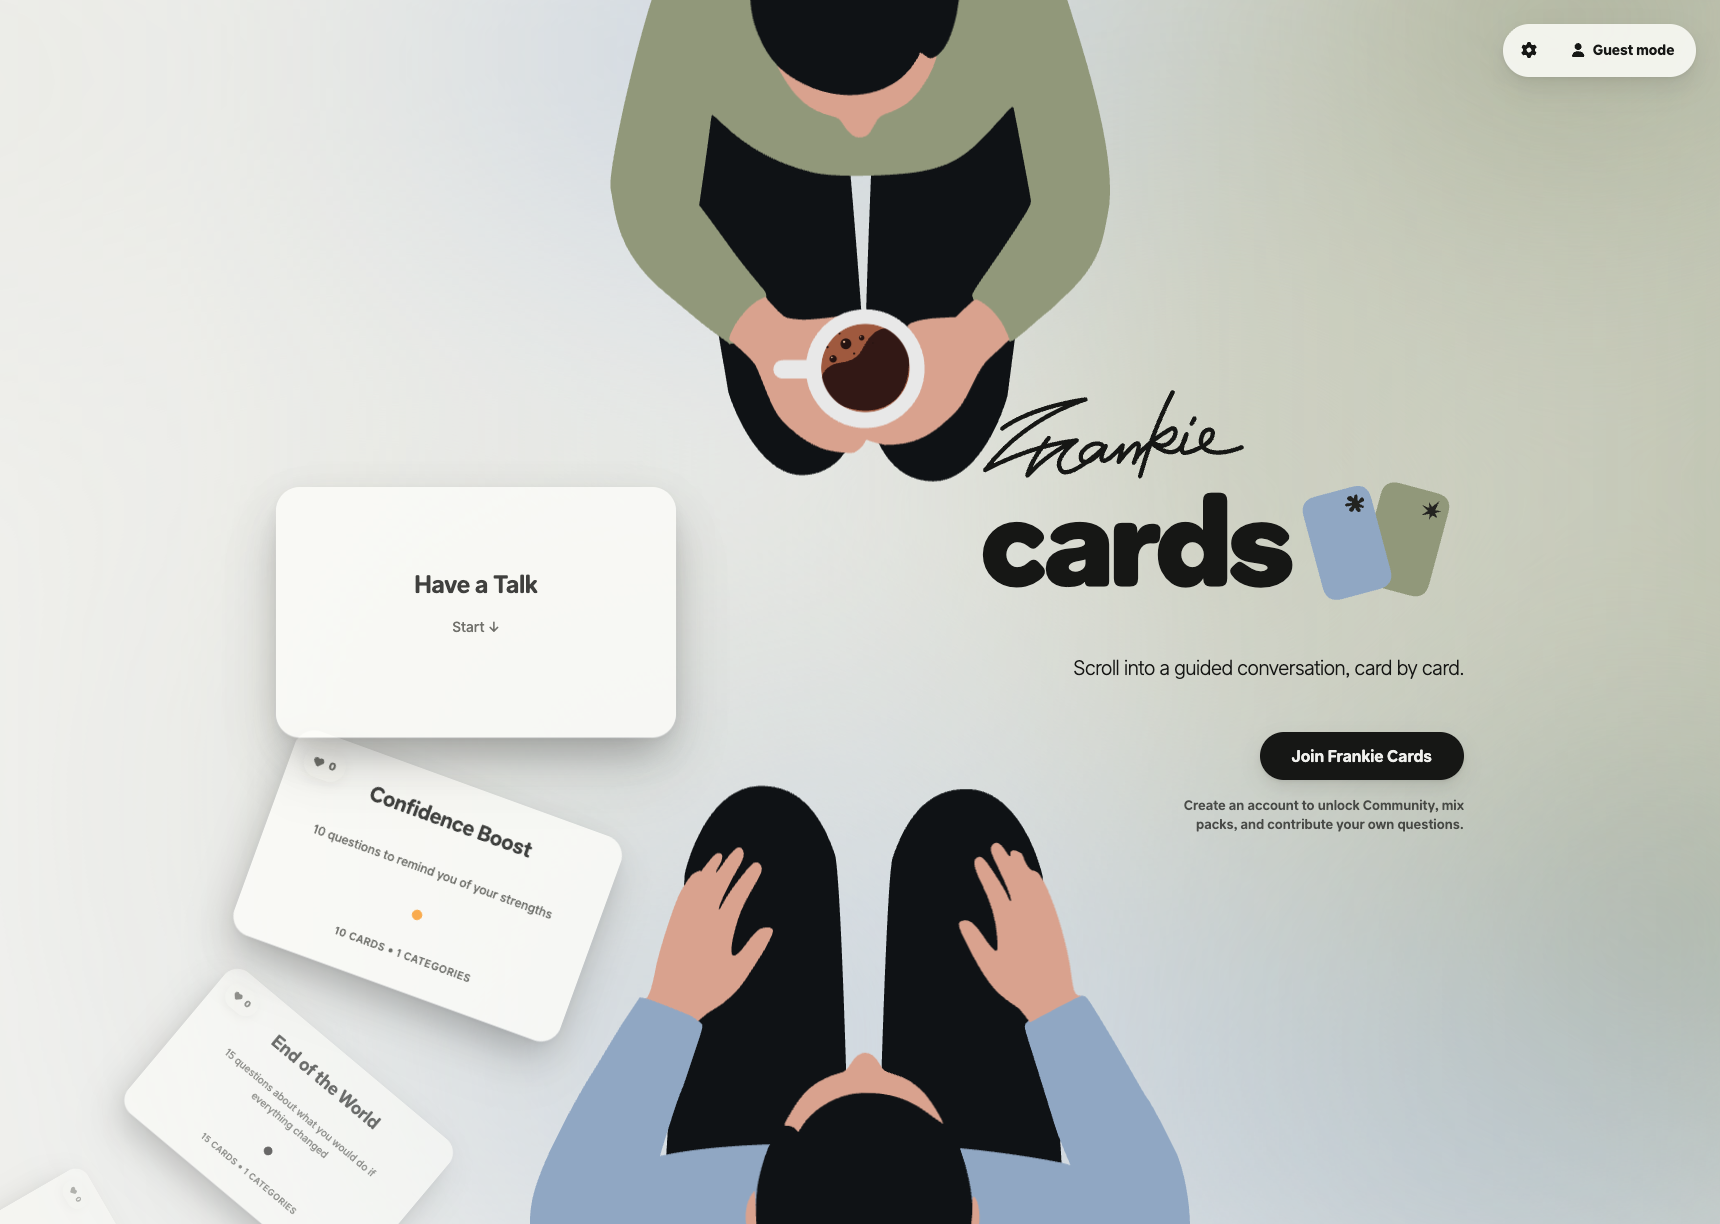 Guest mode
Frankie
cards
Have a Talk
Start ↓
Scroll into a guided conversation, card by card.
Join Frankie Cards
Create an account to unlock Community, mix
packs, and contribute your own questions.
0
Confidence Boost
10 questions to remind you of your strengths
10 CARDS • 1 CATEGORIES
0
End of the World
15 questions about what you would do if
everything changed
15 CARDS • 1 CATEGORIES
0